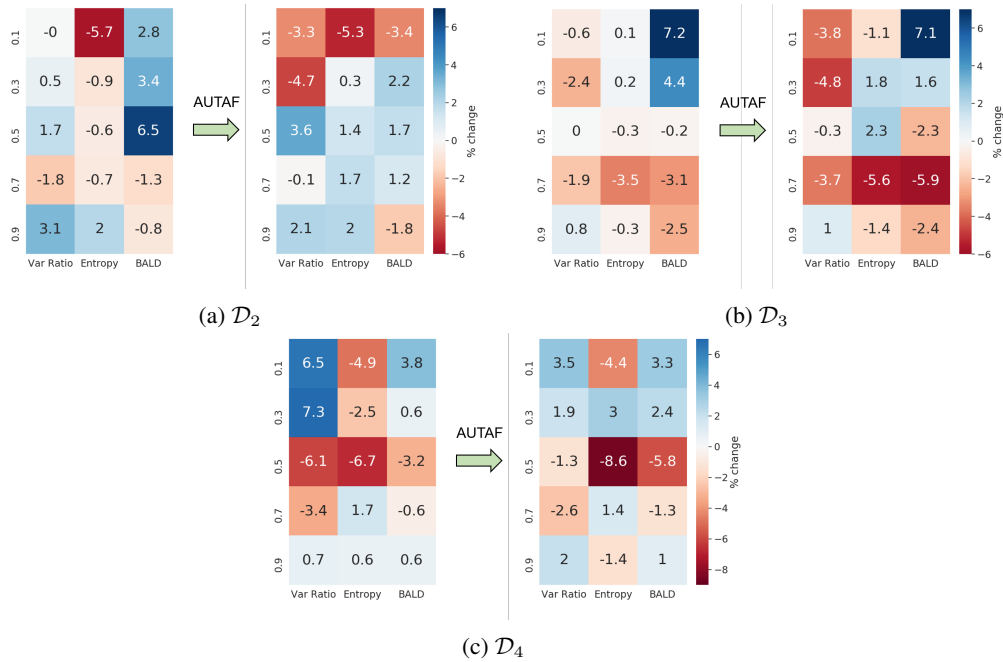 0.1 -0 -5.7 2.8
0.3 0.5 -0.9 3.4
0.5 1.7 -0.6 6.5
0.7 -1.8 -0.7 -1.3
0.9 3.1 2 -0.8
Var Ratio Entropy BALD
AUTAF
0.1 -3.3 -5.3 -3.4
0.3 -4.7 0.3 2.2
0.5 3.6 1.4 1.7
0.7 -0.1 1.7 1.2
0.9 2.1 2 -1.8
Var Ratio Entropy BALD
6
4
2
0
−2
−4
−6
% change
(a) 𝒟₂
0.1 -0.6 0.1 7.2
0.3 -2.4 0.2 4.4
0.5 0 -0.3 -0.2
0.7 -1.9 -3.5 -3.1
0.9 0.8 -0.3 -2.5
Var Ratio Entropy BALD
AUTAF
0.1 -3.8 -1.1 7.1
0.3 -4.8 1.8 1.6
0.5 -0.3 2.3 -2.3
0.7 -3.7 -5.6 -5.9
0.9 1 -1.4 -2.4
Var Ratio Entropy BALD
6
4
2
0
−2
−4
−6
% change
(b) 𝒟₃
0.1 6.5 -4.9 3.8
0.3 7.3 -2.5 0.6
0.5 -6.1 -6.7 -3.2
0.7 -3.4 1.7 -0.6
0.9 0.7 0.6 0.6
Var Ratio Entropy BALD
AUTAF
0.1 3.5 -4.4 3.3
0.3 1.9 3 2.4
0.5 -1.3 -8.6 -5.8
0.7 -2.6 1.4 -1.3
0.9 2 -1.4 1
Var Ratio Entropy BALD
6
4
2
0
−2
−4
−6
−8
% change
(c) 𝒟₄